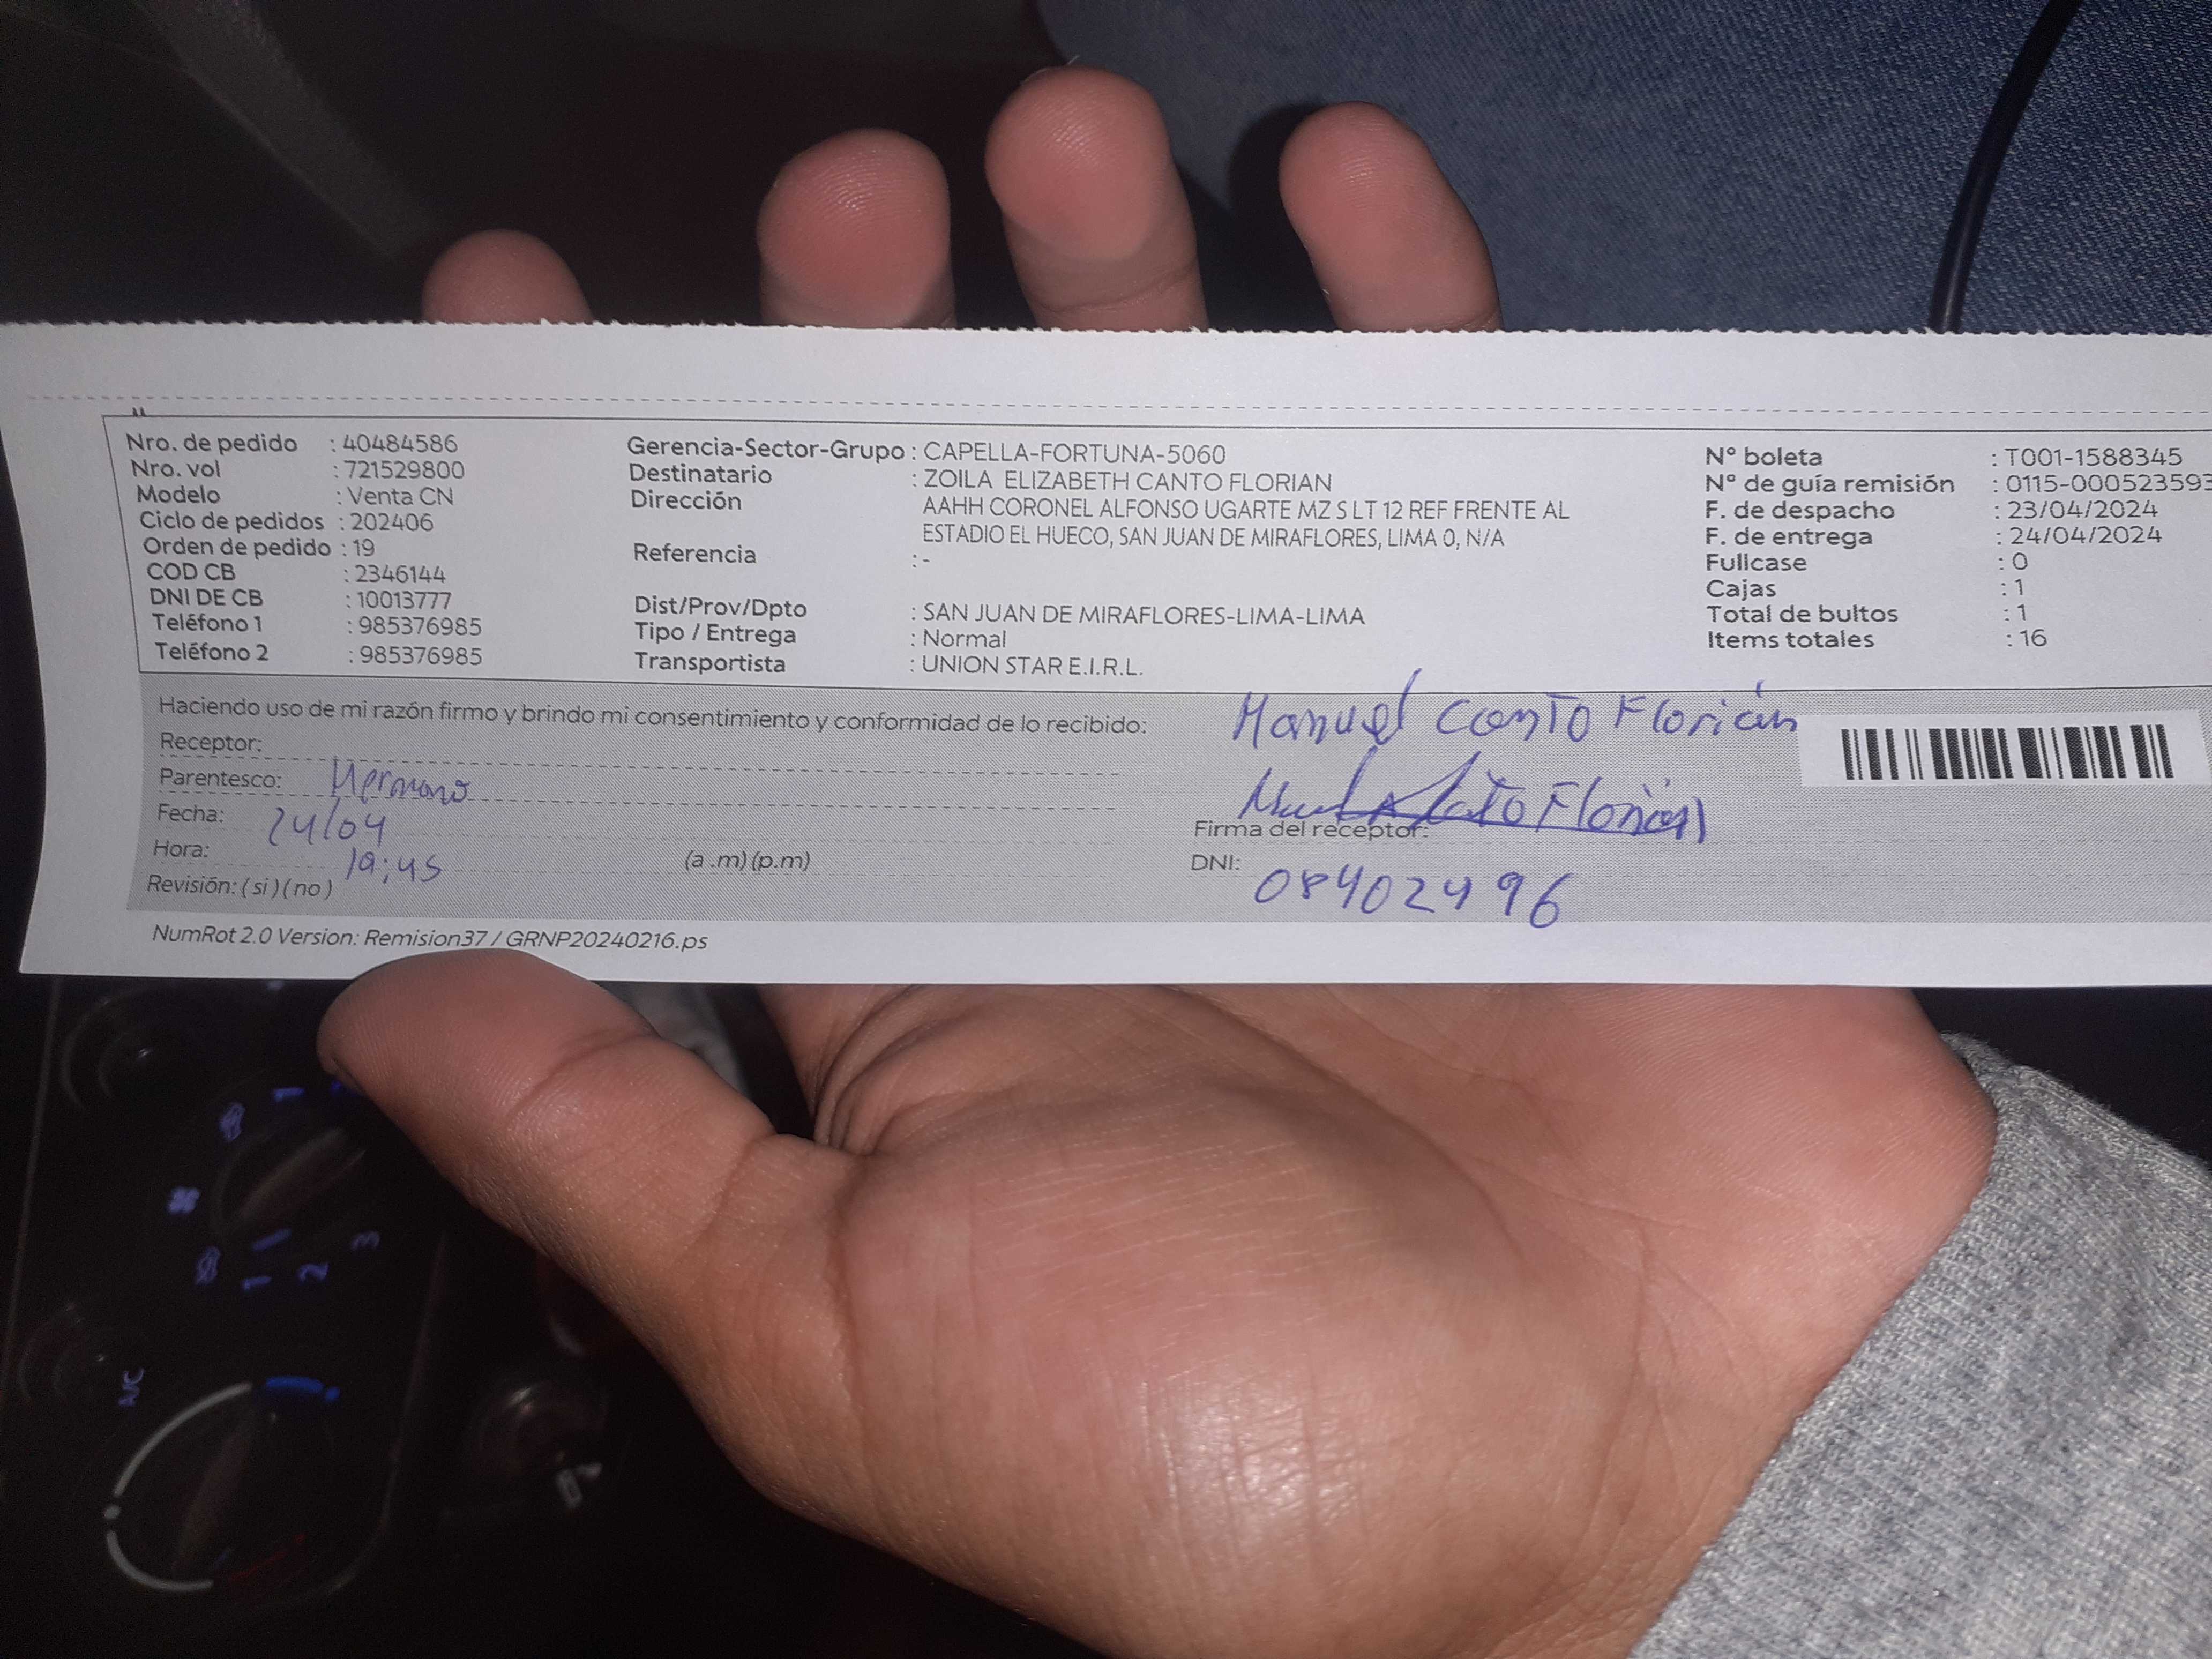 Nro. de pedido : 40484586
Nro. vol : 721529800
Modelo : Venta CN
Ciclo de pedidos : 202406
Orden de pedido : 19
COD CB : 2346144
DNI DE CB : 10013777
Teléfono 1 : 985376985
Teléfono 2 : 985376985
Gerencia-Sector-Grupo : CAPELLA-FORTUNA-5060
Destinatario : ZOILA ELIZABETH CANTO FLORIAN
Dirección AAHH CORONEL ALFONSO UGARTE MZ S LT 12 REF FRENTE AL
ESTADIO EL HUECO, SAN JUAN DE MIRAFLORES, LIMA 0, N/A
Referencia : -
Dist/Prov/Dpto : SAN JUAN DE MIRAFLORES-LIMA-LIMA
Tipo / Entrega : Normal
Transportista : UNION STAR E.I.R.L.
N° boleta : T001-1588345
N° de guía remisión : 0115-000523593
F. de despacho : 23/04/2024
F. de entrega : 24/04/2024
Fullcase : 0
Cajas : 1
Total de bultos : 1
Items totales : 16
Haciendo uso de mi razón firmo y brindo mi consentimiento y conformidad de lo recibido:
Receptor:
Parentesco: Hermano
Fecha: 24/04
Hora: 19:45 (a .m) (p.m)
Revisión: ( si ) ( no )
Manuel Canto Florián
Canto Florian
Firma del receptor:
DNI: 08402496
NumRot 2.0 Version: Remision37 / GRNP20240216.ps
A/C
1
2
3